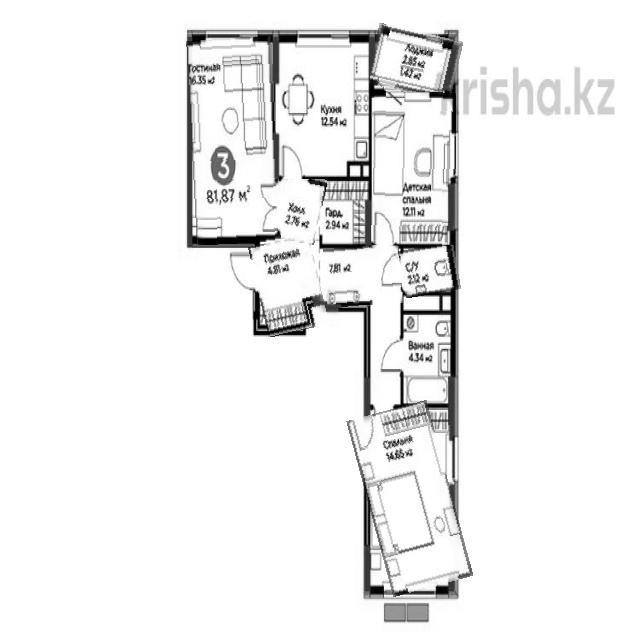 Гостиная
16.35 м²
Кухня
12.54 м²
Лоджия
2.85 м²
1.42 м²
krisha.kz
3
81,87 м²
Детская
спальня
12.11 м²
Холл
2.76 м²
Гард.
2.94 м²
Прихожая
4.81 м²
7.81 м²
С/У
2.12 м²
Ванная
4.34 м²
Спальня
14.65 м²